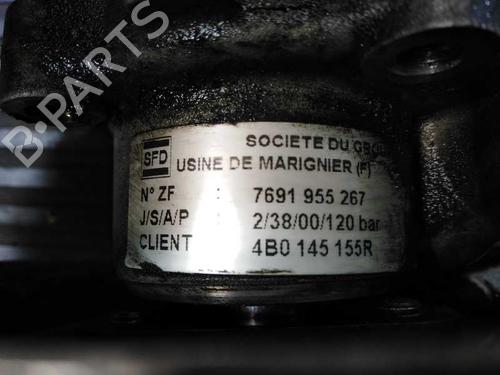 B-PARTS
SFD
SOCIETE DU
USINE DE MARIGNIER (F)
N° ZF : 7691 955 267
J/S/A/P : 2/38/00/120 bar
CLIENT : 4B0 145 155R